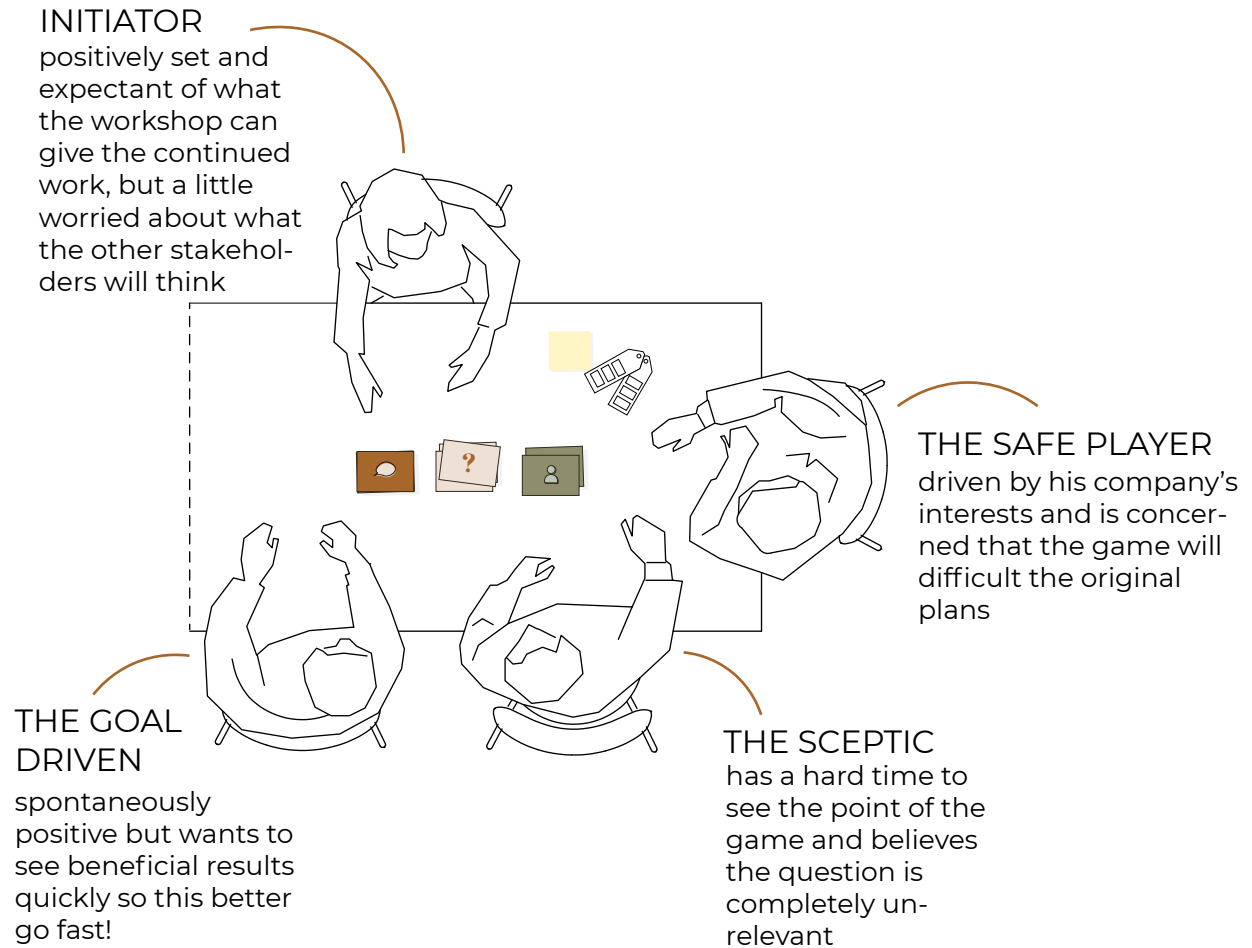 INITIATOR
positively set and
expectant of what
the workshop can
give the continued
work, but a little
worried about what
the other stakehol-
ders will think
?
THE SAFE PLAYER
driven by his company’s
interests and is concer-
ned that the game will
difficult the original
plans
THE GOAL
DRIVEN
spontaneously
positive but wants to
see beneficial results
quickly so this better
go fast!
THE SCEPTIC
has a hard time to
see the point of the
game and believes
the question is
completely un-
relevant